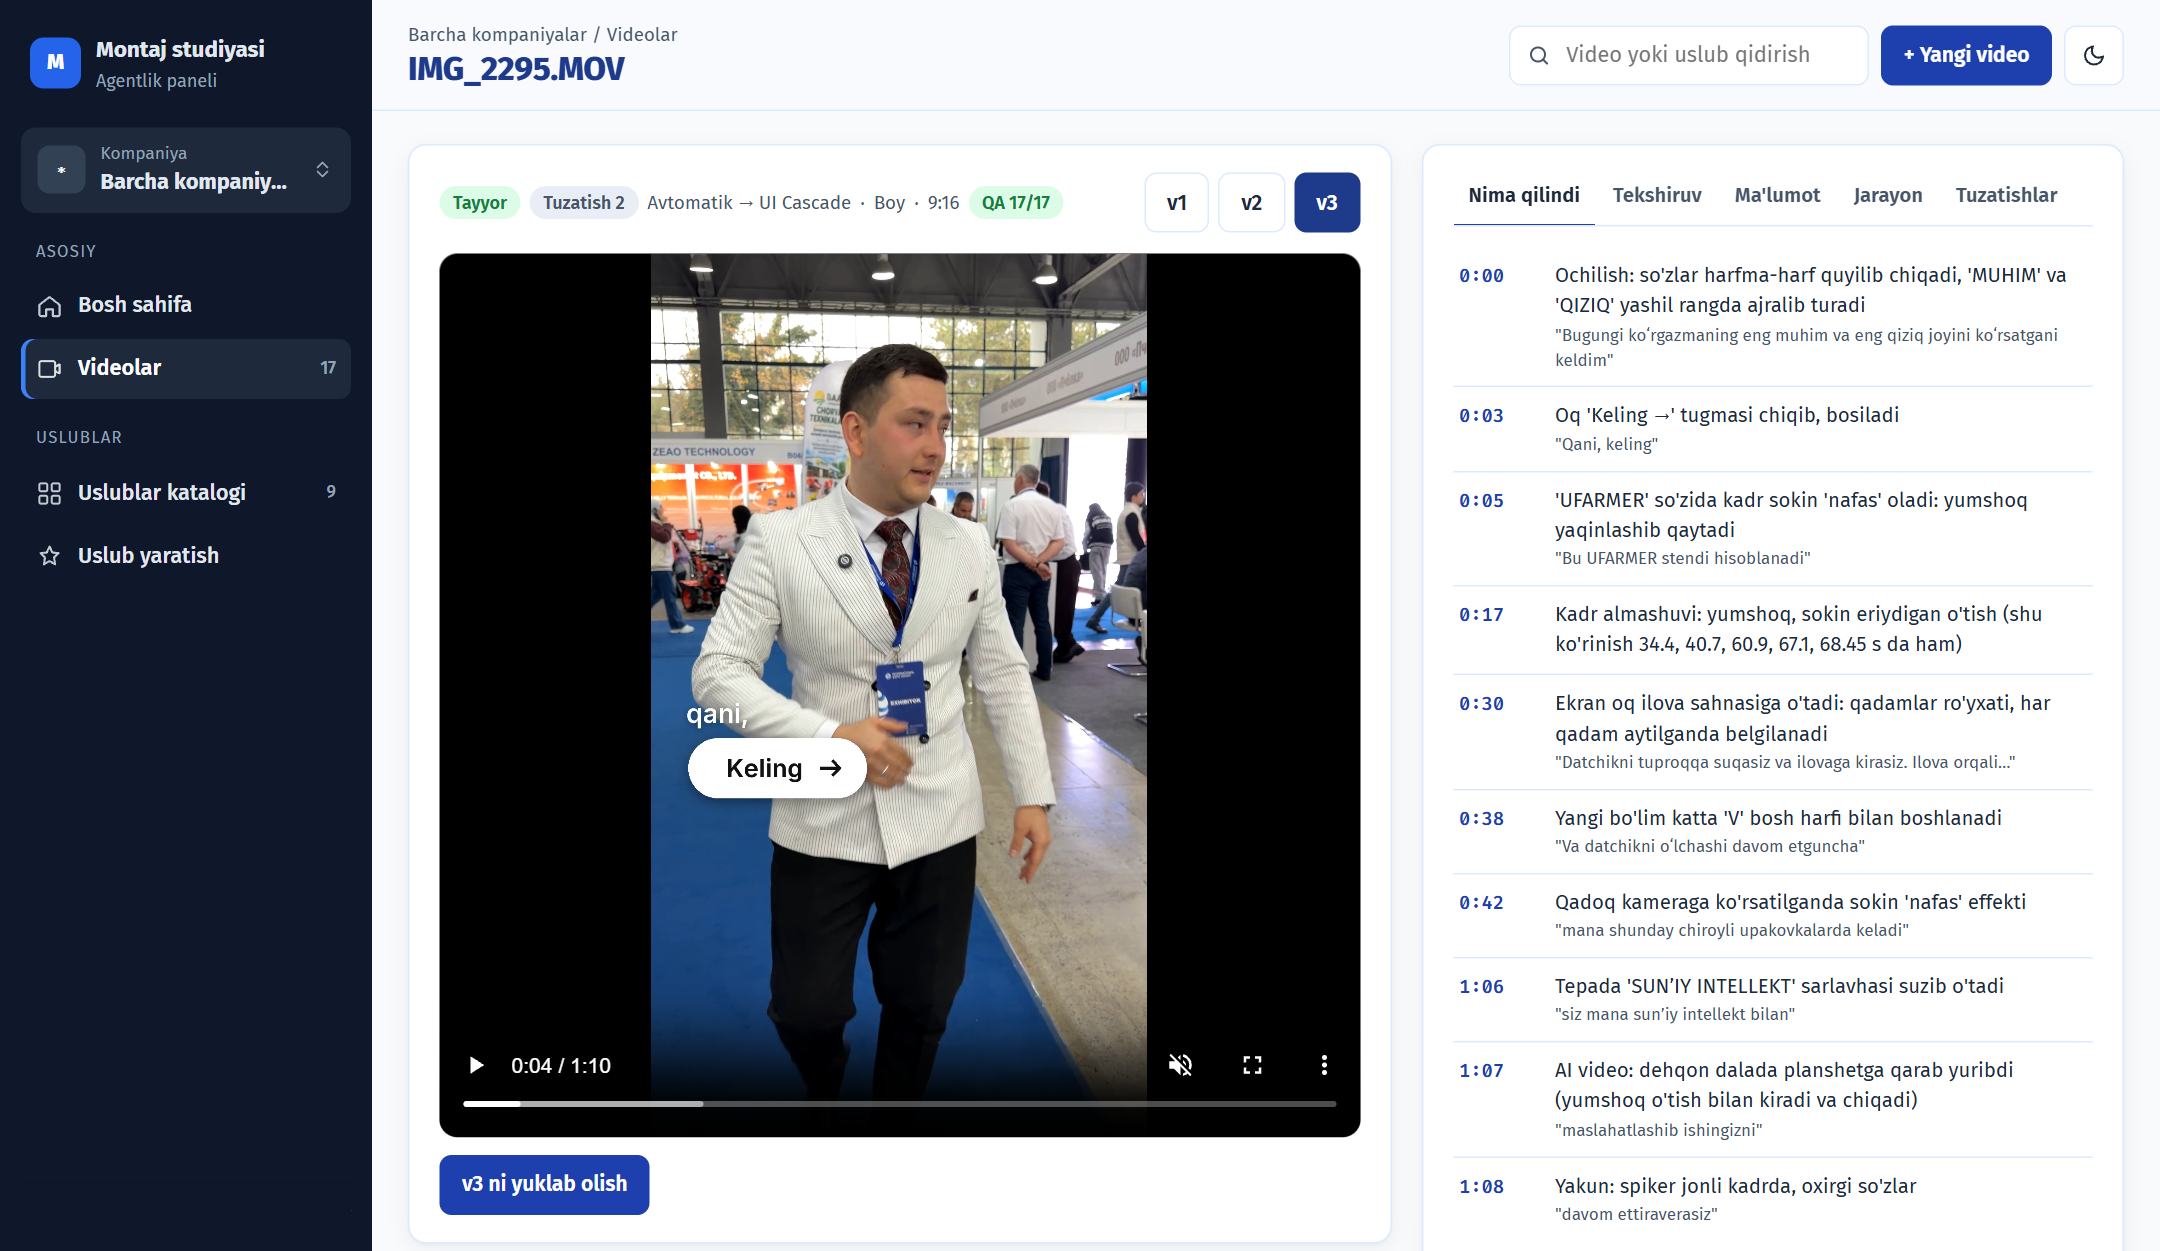 M
Montaj studiyasi
Agentlik paneli
Kompaniya
Barcha kompaniy...
ASOSIY
Bosh sahifa
Videolar 17
USLUBLAR
Uslublar katalogi 9
Uslub yaratish
Barcha kompaniyalar / Videolar
IMG_2295.MOV
Video yoki uslub qidirish
+ Yangi video
Tayyor
Tuzatish 2
Avtomatik → UI Cascade · Boy · 9:16
QA 17/17
v1
v2
v3
ZEAO TECHNOLOGY
EXHIBITOR
qani,
Keling →
0:04 / 1:10
v3 ni yuklab olish
Nima qilindi
Tekshiruv
Ma'lumot
Jarayon
Tuzatishlar
0:00 Ochilish: so'zlar harfma-harf quyilib chiqadi, 'MUHIM' va
'QIZIQ' yashil rangda ajralib turadi
"Bugungi koʻrgazmaning eng muhim va eng qiziq joyini koʻrsatgani
keldim"
0:03 Oq 'Keling →' tugmasi chiqib, bosiladi
"Qani, keling"
0:05 'UFARMER' so'zida kadr sokin 'nafas' oladi: yumshoq
yaqinlashib qaytadi
"Bu UFARMER stendi hisoblanadi"
0:17 Kadr almashuvi: yumshoq, sokin eriydigan o'tish (shu
ko'rinish 34.4, 40.7, 60.9, 67.1, 68.45 s da ham)
0:30 Ekran oq ilova sahnasiga o'tadi: qadamlar ro'yxati, har
qadam aytilganda belgilanadi
"Datchikni tuproqqa suqasiz va ilovaga kirasiz. Ilova orqali..."
0:38 Yangi bo'lim katta 'V' bosh harfi bilan boshlanadi
"Va datchikni oʻlchashi davom etguncha"
0:42 Qadoq kameraga ko'rsatilganda sokin 'nafas' effekti
"mana shunday chiroyli upakovkalarda keladi"
1:06 Tepada 'SUN’IY INTELLEKT' sarlavhasi suzib o'tadi
"siz mana sun’iy intellekt bilan"
1:07 AI video: dehqon dalada planshetga qarab yuribdi
(yumshoq o'tish bilan kiradi va chiqadi)
"maslahatlashib ishingizni"
1:08 Yakun: spiker jonli kadrda, oxirgi so'zlar
"davom ettiraverasiz"